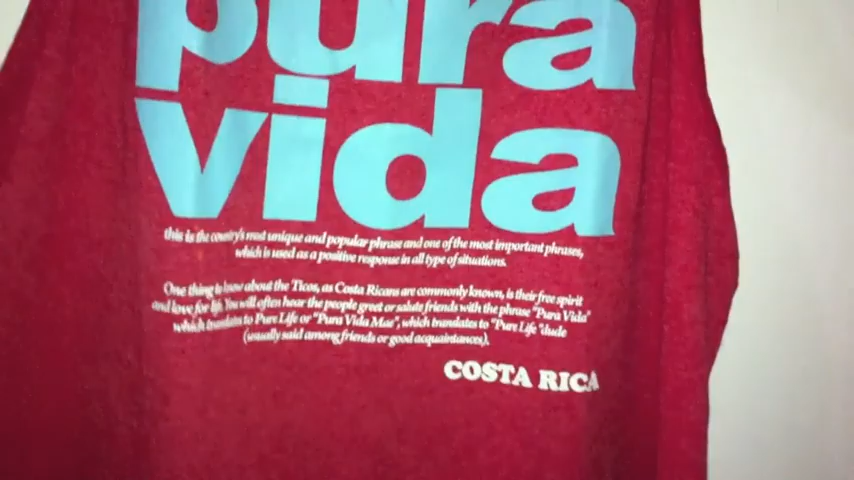 pura
vida
this is the country's most unique and popular phrase and one of the most important phrases,
which is used as a positive response in all type of situations.
One thing to know about the Ticos, as Costa Ricans are commonly known, is their free spirit
and love for life. You will often hear the people greet or salute friends with the phrase "Pura Vida"
which translates to Pure Life or "Pura Vida Mae", which translates to "Pure Life "dude
(usually said among friends or good acquaintances).
COSTA RICA